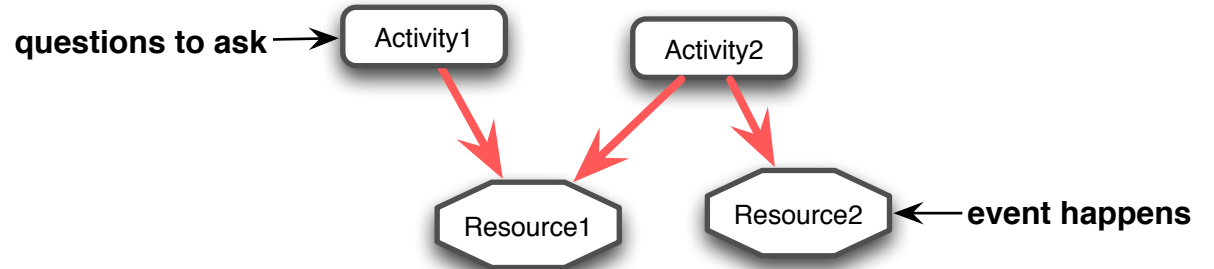 questions to ask
Activity1
Activity2
Resource1
Resource2
event happens